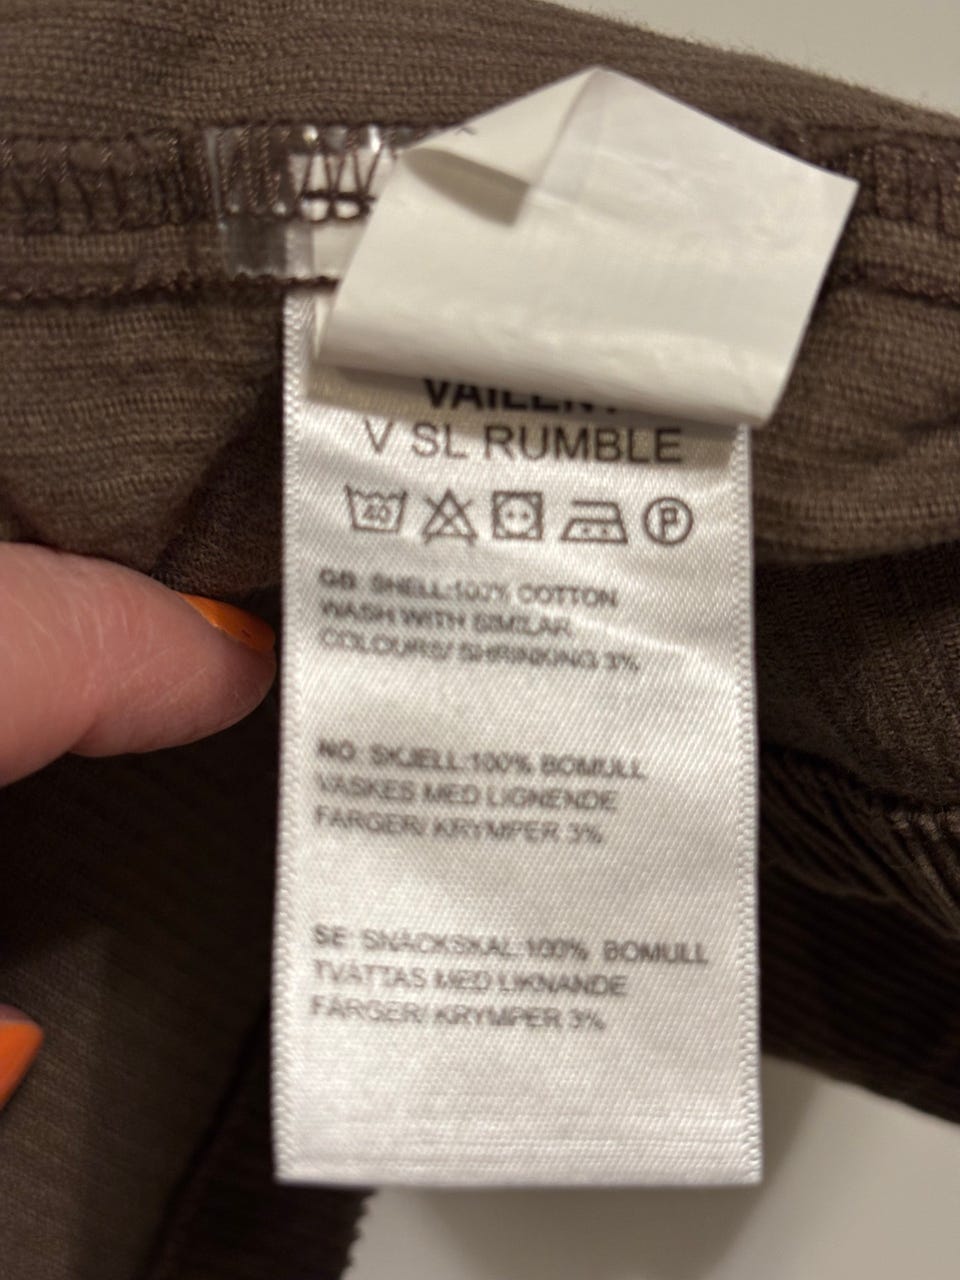 V SL RUMBLE
40 P
GB: SHELL:100% COTTON
WASH WITH SIMILAR
COLOURS/ SHRINKING 3%
NO: SKJELL:100% BOMULL
VASKES MED LIGNENDE
FARGER/ KRYMPER 3%
SE: SNÄCKSKAL:100% BOMULL
TVÄTTAS MED LIKNANDE
FÄRGER/ KRYMPER 3%